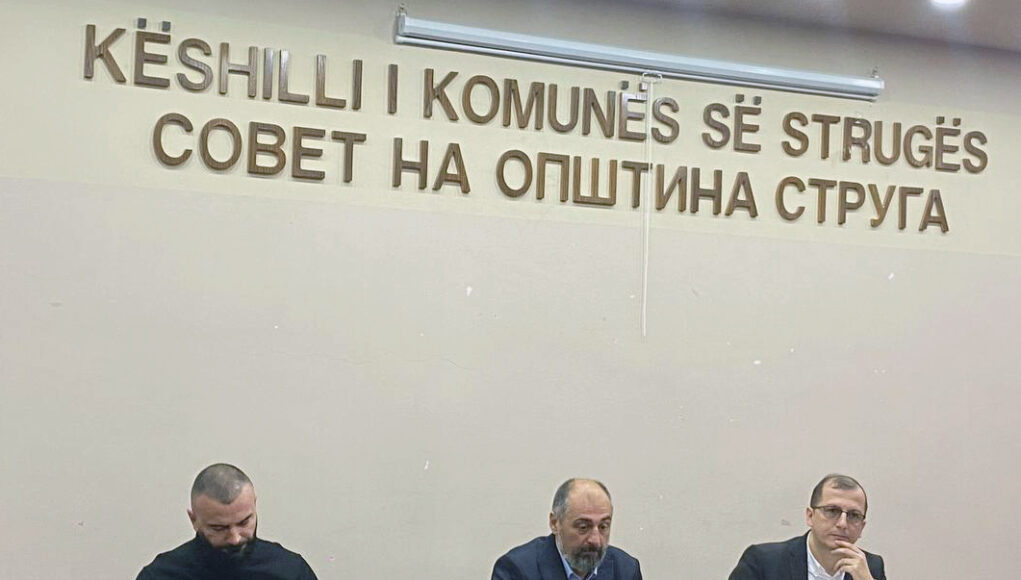 KËSHILLI I KOMUNËS SË STRUGËS
СОВЕТ НА ОПШТИНА СТРУГА